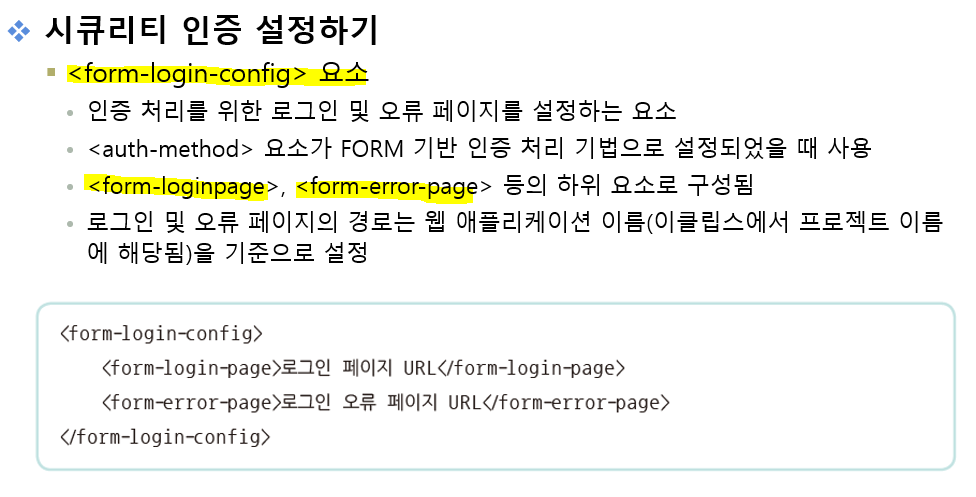 시큐리티 인증 설정하기
<form-login-config> 요소
인증 처리를 위한 로그인 및 오류 페이지를 설정하는 요소
<auth-method> 요소가 FORM 기반 인증 처리 기법으로 설정되었을 때 사용
<form-loginpage>, <form-error-page> 등의 하위 요소로 구성됨
로그인 및 오류 페이지의 경로는 웹 애플리케이션 이름(이클립스에서 프로젝트 이름
에 해당됨)을 기준으로 설정
<form-login-config>
<form-login-page>로그인 페이지 URL</form-login-page>
<form-error-page>로그인 오류 페이지 URL</form-error-page>
</form-login-config>